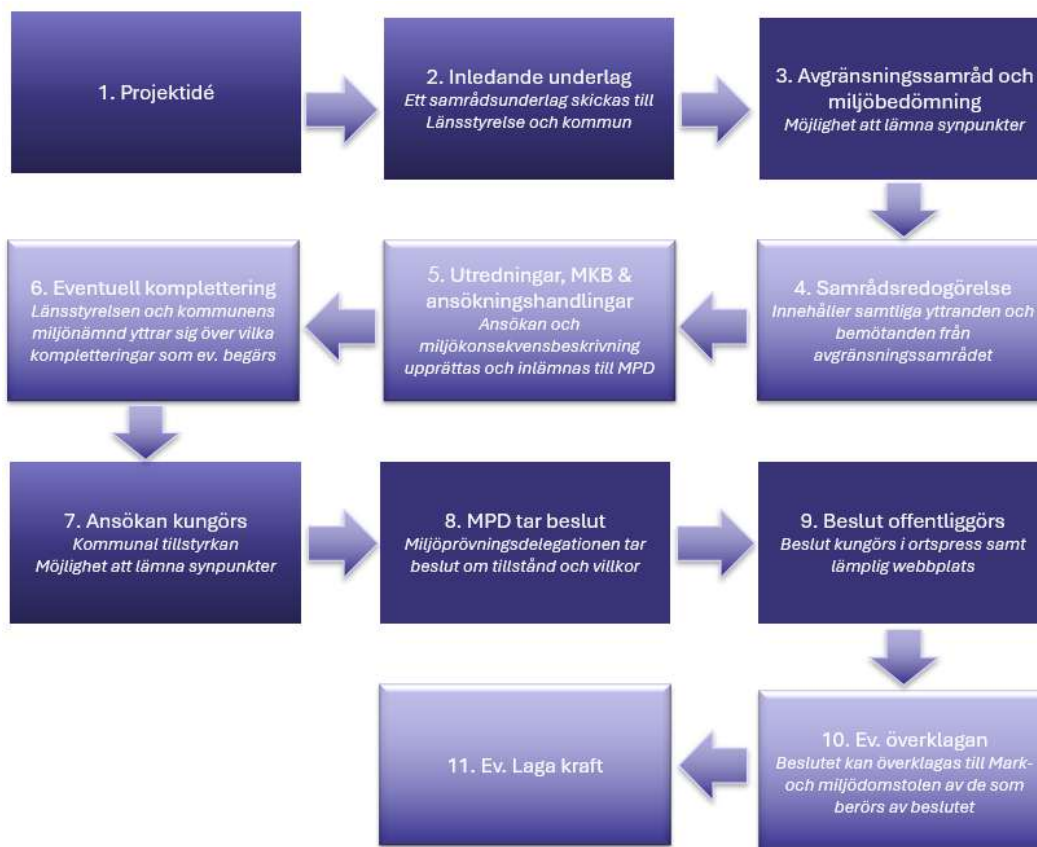 1. Projektidé
2. Inledande underlag
Ett samrådsunderlag skickas till
Länsstyrelse och kommun
3. Avgränsningssamråd och
miljöbedömning
Möjlighet att lämna synpunkter
4. Samrådsredogörelse
Innehåller samtliga yttranden och
bemötanden från
avgränsningssamrådet
5. Utredningar, MKB &
ansökningshandlingar
Ansökan och
miljökonsekvensbeskrivning
upprättas och inlämnas till MPD
6. Eventuell komplettering
Länsstyrelsen och kommunens
miljönämnd yttrar sig över vilka
kompletteringar som ev. begärs
7. Ansökan kungörs
Kommunal tillstyrkan
Möjlighet att lämna synpunkter
8. MPD tar beslut
Miljöprövningsdelegationen tar
beslut om tillstånd och villkor
9. Beslut offentliggörs
Beslut kungörs i ortspress samt
lämplig webbplats
10. Ev. överklagan
Beslutet kan överklagas till Mark-
och miljödomstolen av de som
berörs av beslutet
11. Ev. Laga kraft